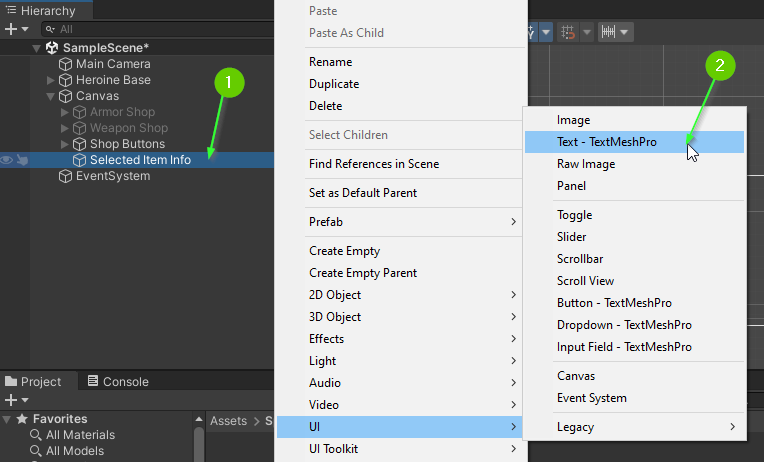 Hierarchy
All
SampleScene*
Main Camera
Heroine Base
Canvas
Armor Shop
Weapon Shop
Shop Buttons
Selected Item Info
EventSystem
1
Project
Console
Favorites
All Materials
All Models
Assets > S
Paste
Paste As Child
Rename
Duplicate
Delete
Select Children
Find References in Scene
Set as Default Parent
Prefab
Create Empty
Create Empty Parent
2D Object
3D Object
Effects
Light
Audio
Video
UI
UI Toolkit
2
Image
Text - TextMeshPro
Raw Image
Panel
Toggle
Slider
Scrollbar
Scroll View
Button - TextMeshPro
Dropdown - TextMeshPro
Input Field - TextMeshPro
Canvas
Event System
Legacy